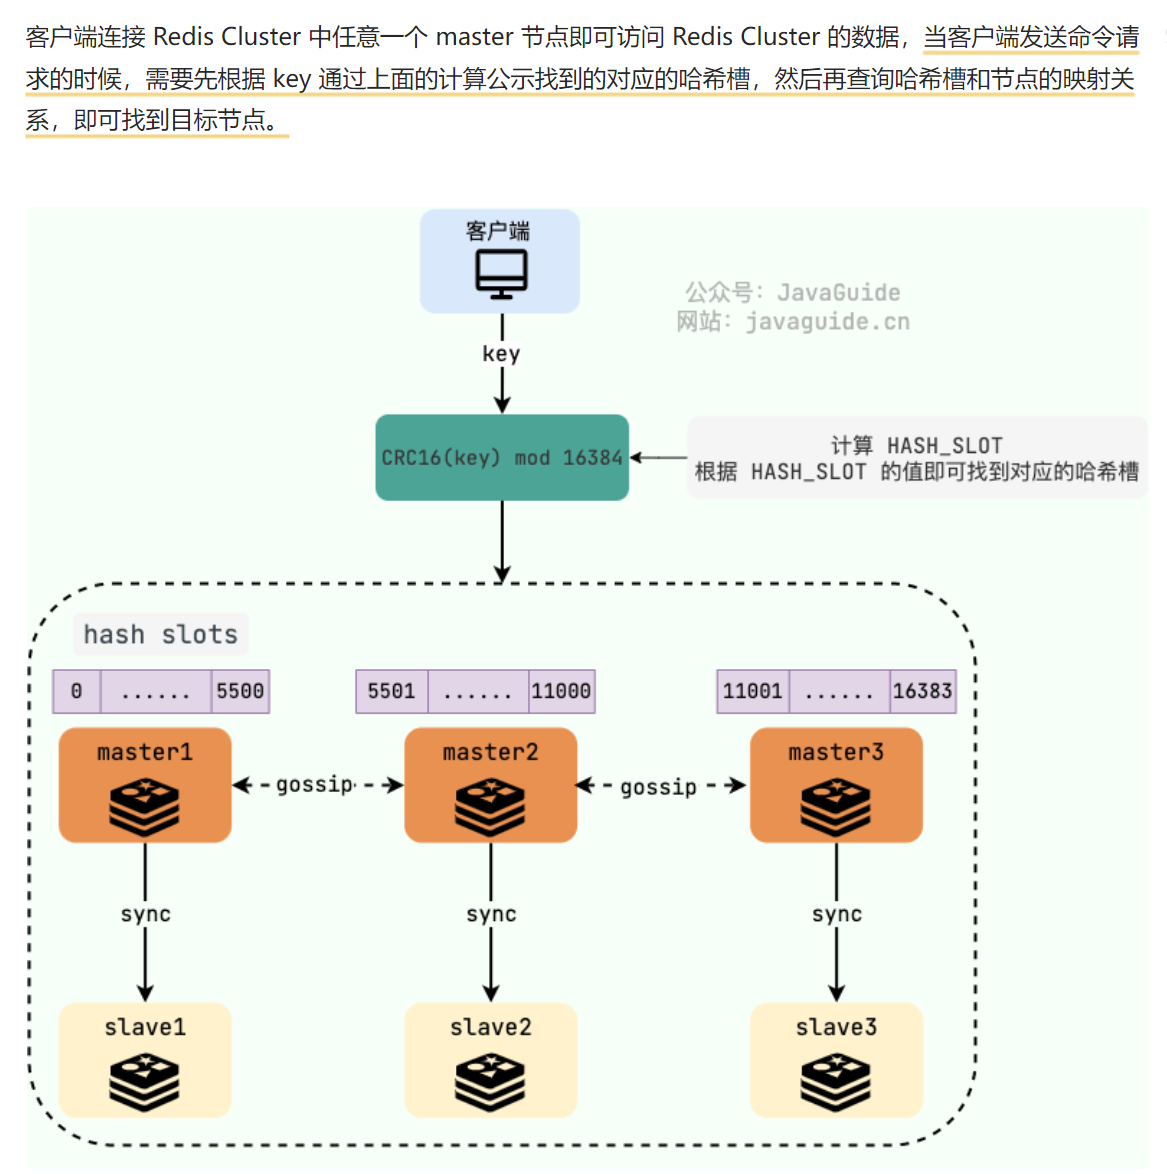 客户端连接 Redis Cluster 中任意一个 master 节点即可访问 Redis Cluster 的数据，当客户端发送命令请
求的时候，需要先根据 key 通过上面的计算公示找到的对应的哈希槽，然后再查询哈希槽和节点的映射关
系，即可找到目标节点。
客户端
公众号：JavaGuide
网站：javaguide.cn
key
CRC16(key) mod 16384
计算 HASH_SLOT
根据 HASH_SLOT 的值即可找到对应的哈希槽
hash slots
0 ...... 5500
5501 ...... 11000
11001 ...... 16383
master1
gossip
master2
gossip
master3
sync
sync
sync
slave1
slave2
slave3